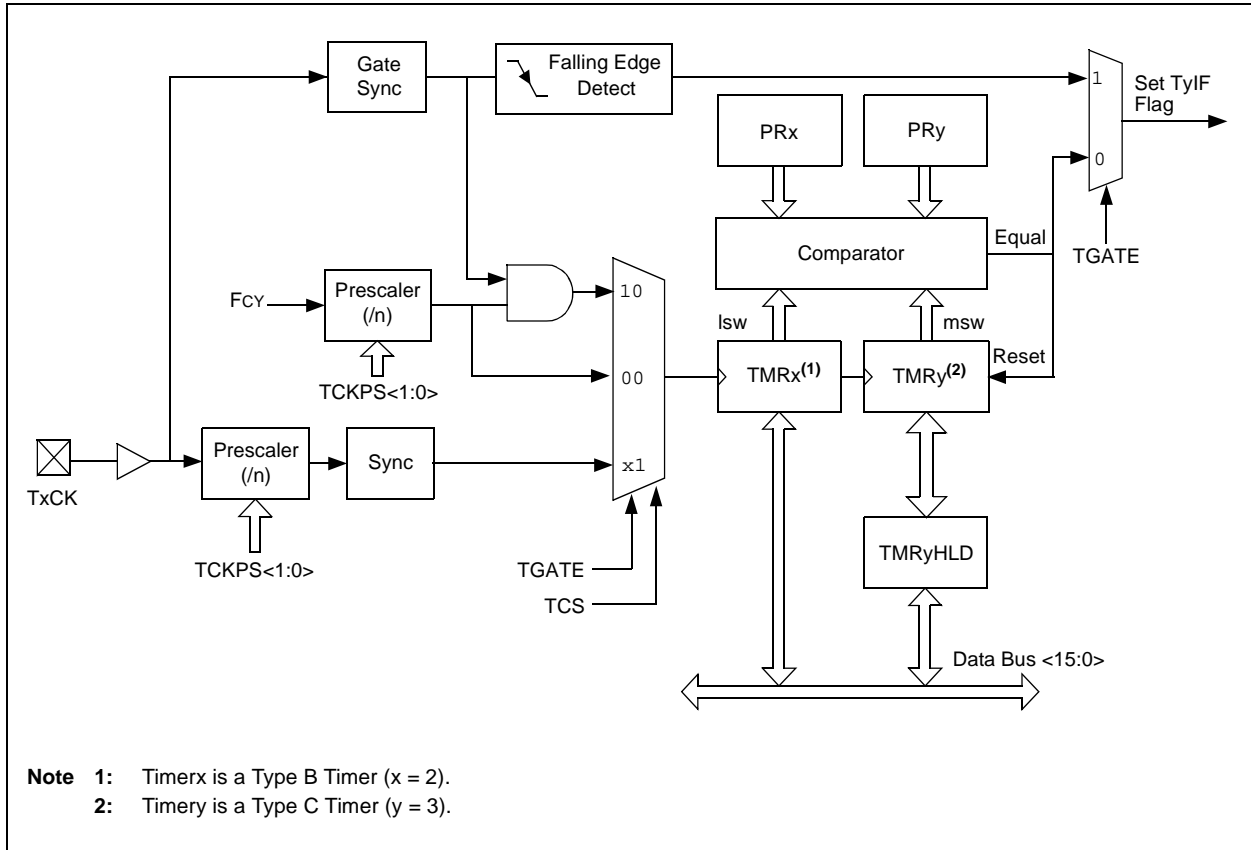 Gate
Sync
Falling Edge
Detect
1
Set TyIF
Flag
PRx
PRy
0
Comparator
Equal
TGATE
10
FCY
Prescaler
(/n)
lsw
msw
TCKPS<1:0>
00
TMRx(1)
TMRy(2)
Reset
Prescaler
(/n)
Sync
x1
TxCK
TCKPS<1:0>
TGATE
TCS
TMRyHLD
Data Bus <15:0>
Note 1: Timerx is a Type B Timer (x = 2).
2: Timery is a Type C Timer (y = 3).